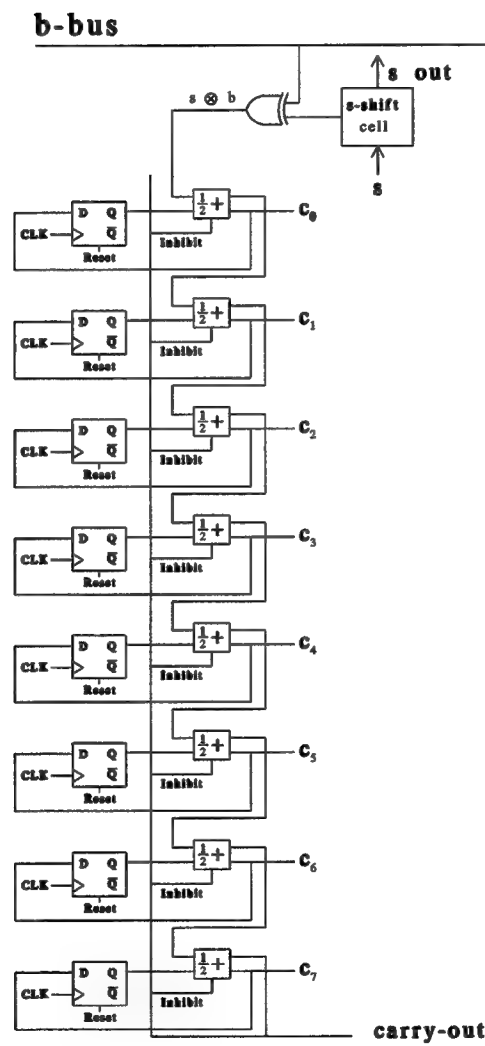 b-bus
s out
s ⊗ b
s-shift
cell
s
½ +
D Q
C₀
CLK
Q̅
Inhibit
Reset
½ +
D Q
C₁
CLK
Q̅
Inhibit
Reset
½ +
D Q
C₂
CLK
Q̅
Inhibit
Reset
½ +
D Q
C₃
CLK
Q̅
Inhibit
Reset
½ +
D Q
C₄
CLK
Q̅
Inhibit
Reset
½ +
D Q
C₅
CLK
Q̅
Inhibit
Reset
½ +
D Q
C₆
CLK
Q̅
Inhibit
Reset
½ +
D Q
C₇
CLK
Q̅
Inhibit
Reset
carry-out